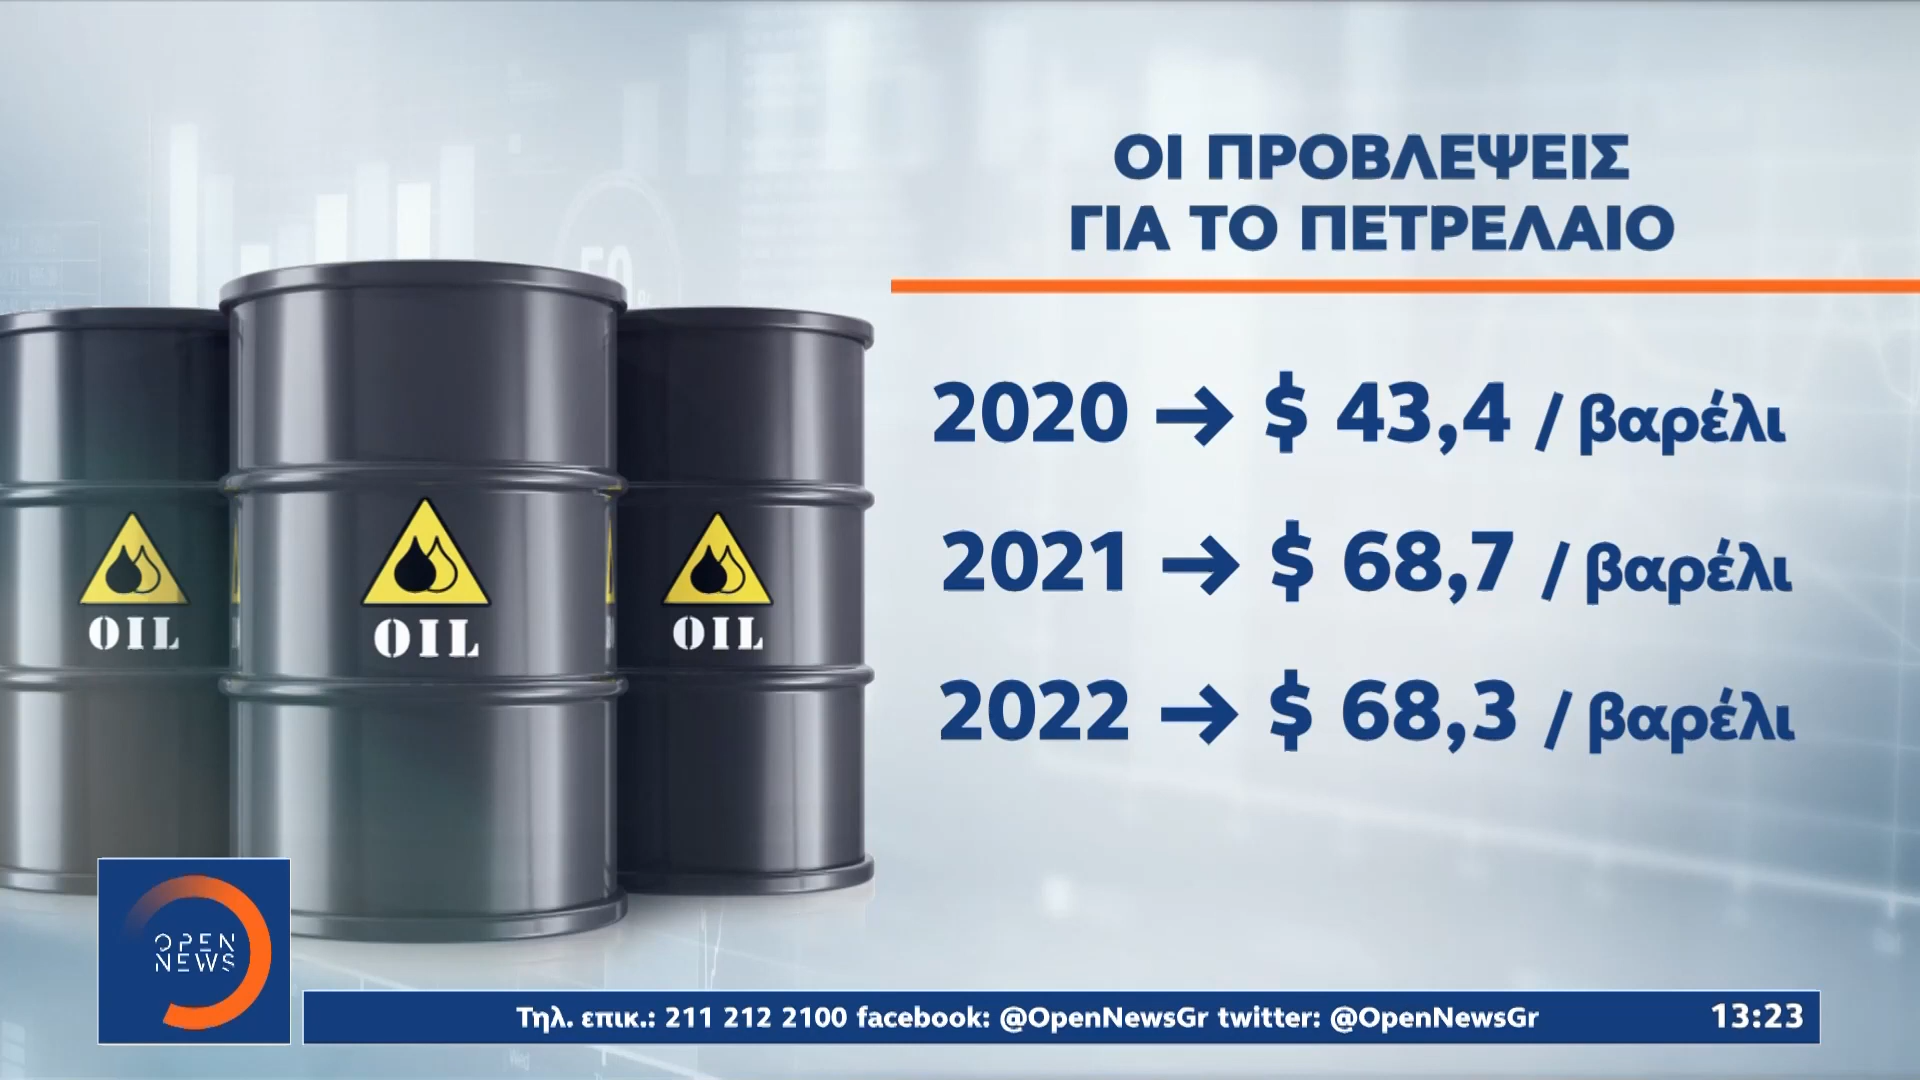 ΟΙ ΠΡΟΒΛΕΨΕΙΣ
ΓΙΑ ΤΟ ΠΕΤΡΕΛΑΙΟ
2020 → $ 43,4 / βαρέλι
2021 → $ 68,7 / βαρέλι
2022 → $ 68,3 / βαρέλι
OIL
OIL
OIL
OPEN
NEWS
Τηλ. επικ.: 211 212 2100 facebook: @OpenNewsGr twitter: @OpenNewsGr
13:23